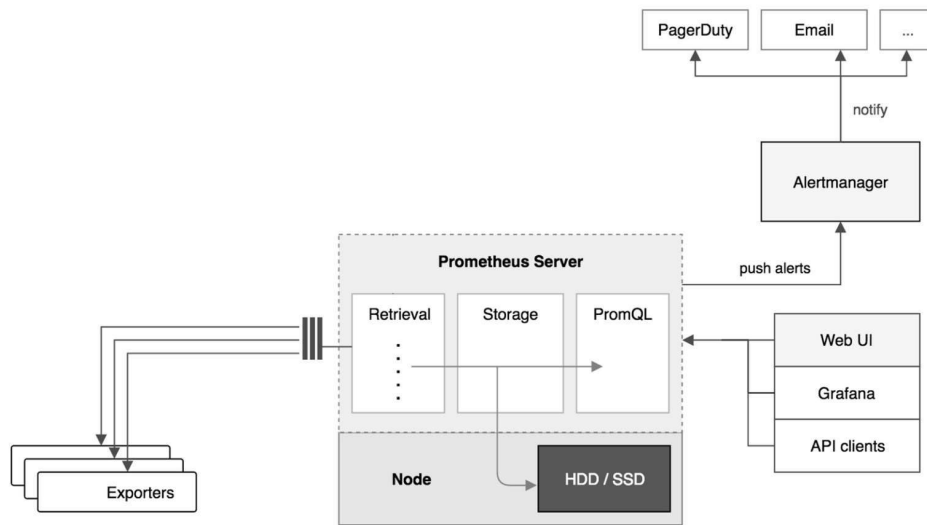 PagerDuty
Email
...
notify
Alertmanager
push alerts
Prometheus Server
Retrieval
Storage
PromQL
Web UI
Grafana
API clients
Node
HDD / SSD
Exporters